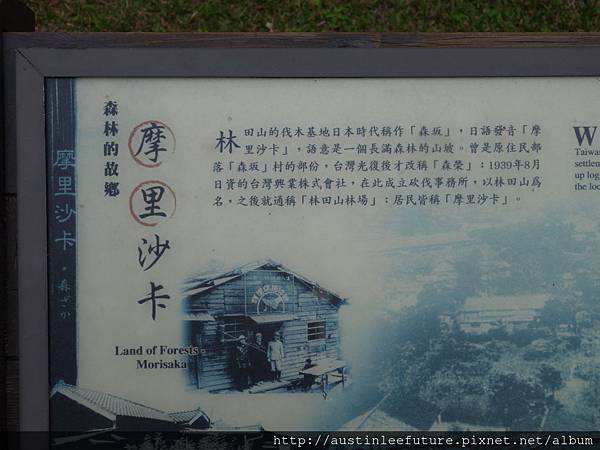 森林的故鄉
摩里沙卡
摩里沙卡・森ざか
林田山的伐木基地日本時代稱作「森坂」，日語發音「摩
里沙卡」，語意是一個長滿森林的山坡。曾是原住民部
落「森坂」村的部份，台灣光復後才改稱「森榮」；1939年8月
日資的台灣興業株式會社，在此成立砍伐事務所，以林田山為
名，之後就通稱「林田山林場」；居民皆稱「摩里沙卡」。
Land of Forests -
Morisaka
W
Taiwan
settlem
up log
the loc
http://austinleefuture.pixnet.net/album